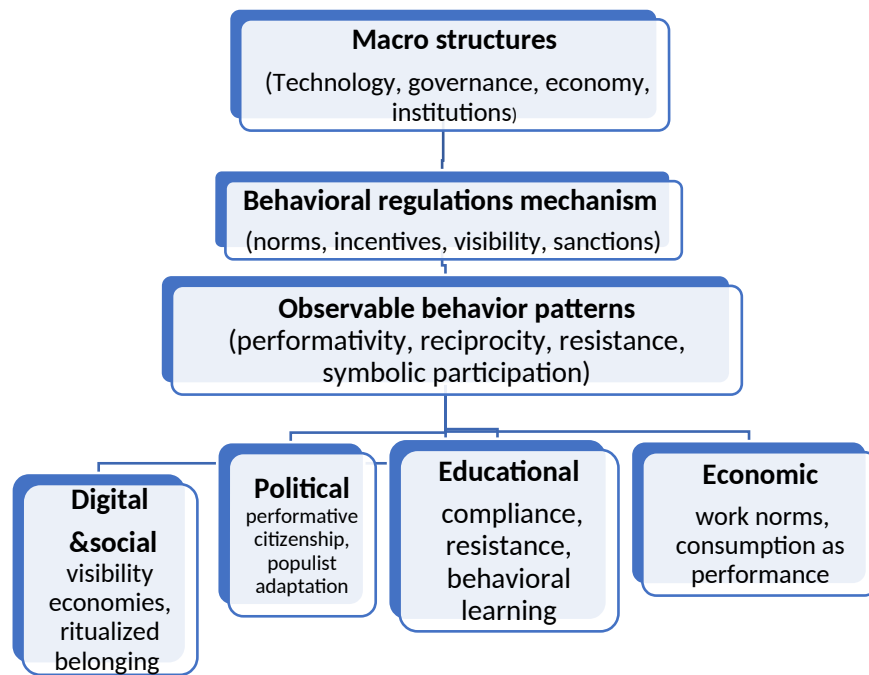 Macro structures
(Technology, governance, economy,
institutions)
Behavioral regulations mechanism
(norms, incentives, visibility, sanctions)
Observable behavior patterns
(performativity, reciprocity, resistance,
symbolic participation)
Digital
&social
visibility
economies,
ritualized
belonging
Political
performative
citizenship,
populist
adaptation
Educational
compliance,
resistance,
behavioral
learning
Economic
work norms,
consumption as
performance